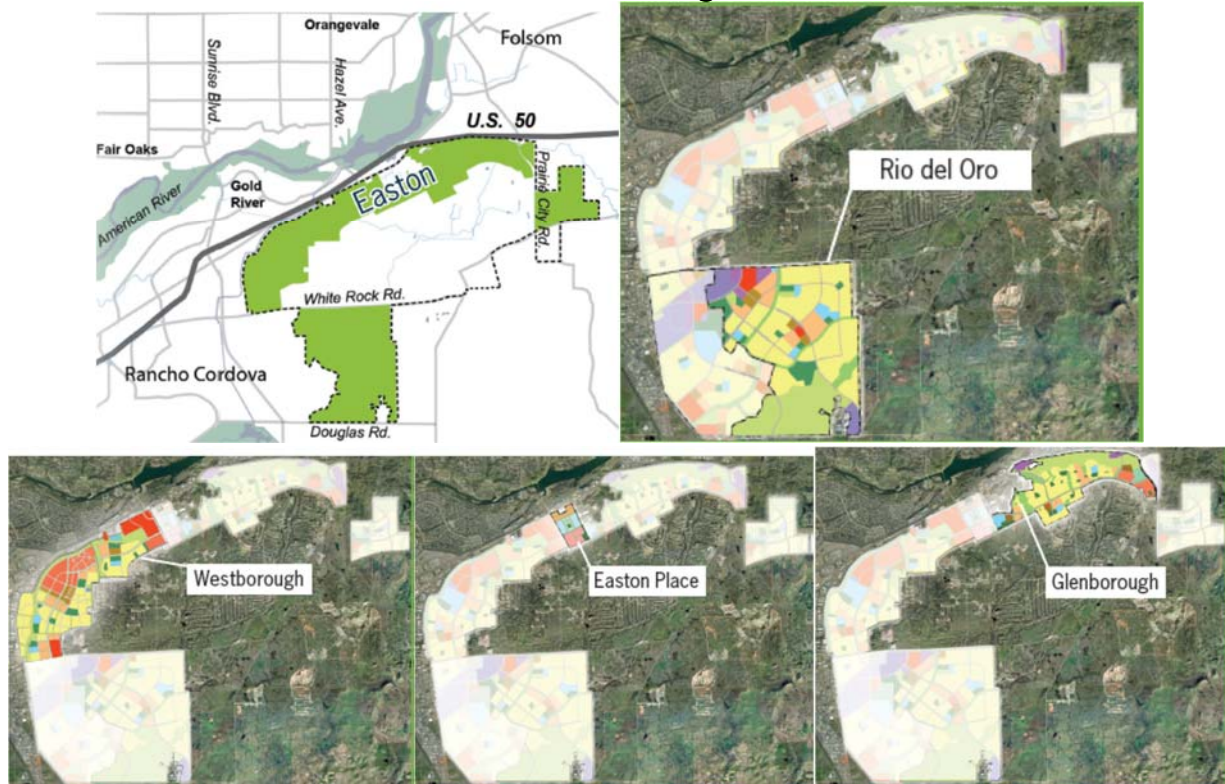 Orangevale
Folsom
Sunrise Blvd.
Hazel Ave.
U.S. 50
Fair Oaks
Gold
River
American River
Easton
Prairie City Rd.
White Rock Rd.
Rancho Cordova
Douglas Rd.
Rio del Oro
Westborough
Easton Place
Glenborough